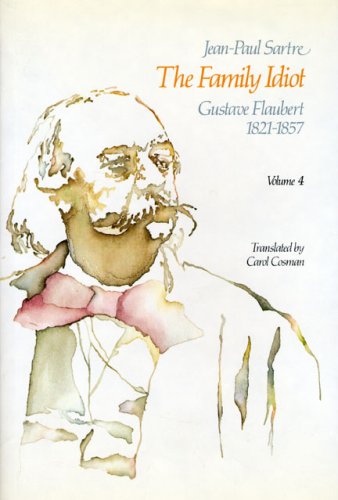 Jean-Paul Sartre
The Family Idiot
Gustave Flaubert
1821-1857
Volume 4
Translated by
Carol Cosman